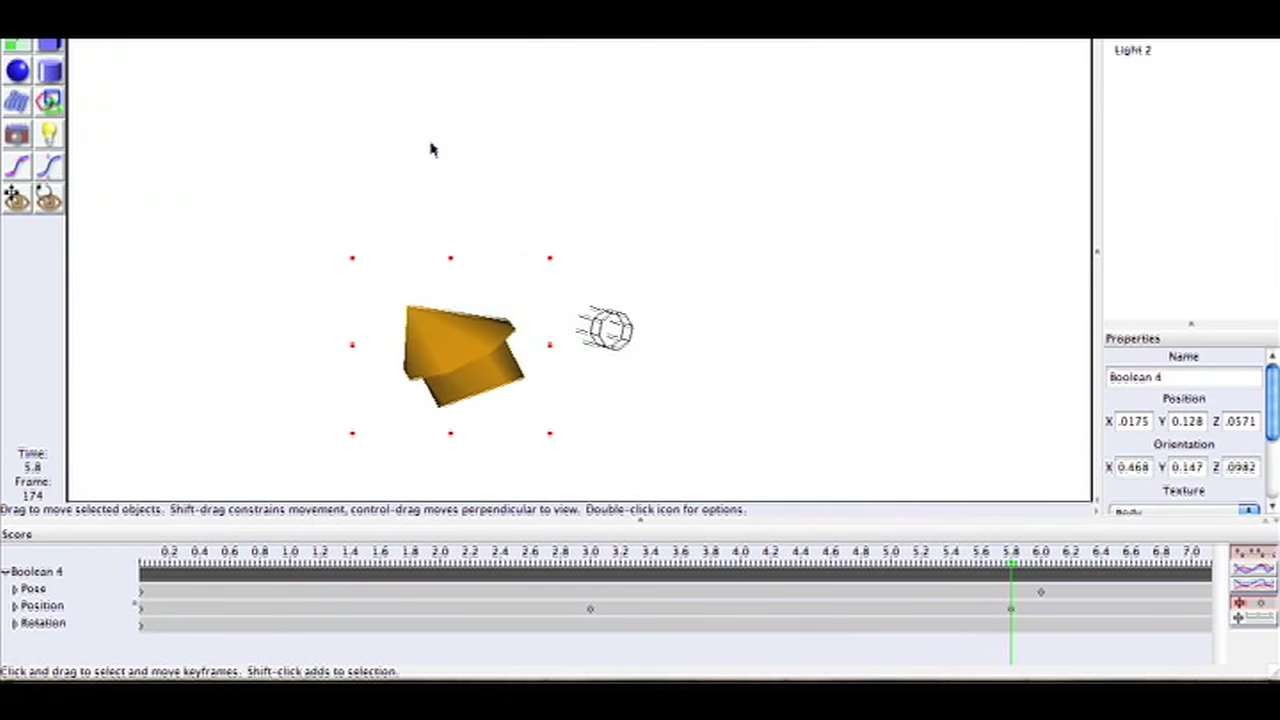 Light 2
Properties
Name
Boolean 4
Position
X .0175 Y 0.128 Z .0571
Orientation
X 0.468 Y 0.147 Z .0982
Texture
Body
Time:
5.8
Frame:
174
Drag to move selected objects. Shift-drag constrains movement, control-drag moves perpendicular to view. Double-click icon for options.
Score
0.2 0.4 0.6 0.8 1.0 1.2 1.4 1.6 1.8 2.0 2.2 2.4 2.6 2.8 3.0 3.2 3.4 3.6 3.8 4.0 4.2 4.4 4.6 4.8 5.0 5.2 5.4 5.6 5.8 6.0 6.2 6.4 6.6 6.8 7.0
Boolean 4
Pose
Position
Rotation
Click and drag to select and move keyframes. Shift-click adds to selection.